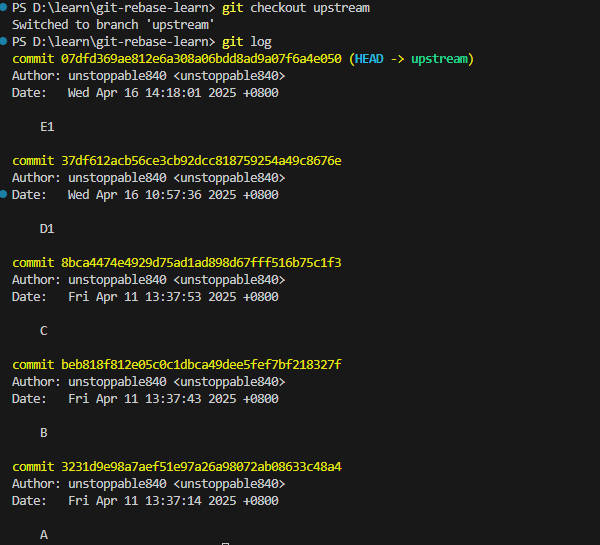 PS D:\learn\git-rebase-learn> git checkout upstream
Switched to branch 'upstream'
PS D:\learn\git-rebase-learn> git log
commit 07dfd369ae812e6a308a06bdd8ad9a07f6a4e050 (HEAD -> upstream)
Author: unstoppable840 <unstoppable840>
Date:   Wed Apr 16 14:18:01 2025 +0800
E1
commit 37df612acb56ce3cb92dcc818759254a49c8676e
Author: unstoppable840 <unstoppable840>
Date:   Wed Apr 16 10:57:36 2025 +0800
D1
commit 8bca4474e4929d75ad1ad898d67fff516b75c1f3
Author: unstoppable840 <unstoppable840>
Date:   Fri Apr 11 13:37:53 2025 +0800
C
commit beb818f812e05c0c1dbca49dee5fef7bf218327f
Author: unstoppable840 <unstoppable840>
Date:   Fri Apr 11 13:37:43 2025 +0800
B
commit 3231d9e98a7aef51e97a26a98072ab08633c48a4
Author: unstoppable840 <unstoppable840>
Date:   Fri Apr 11 13:37:14 2025 +0800
A